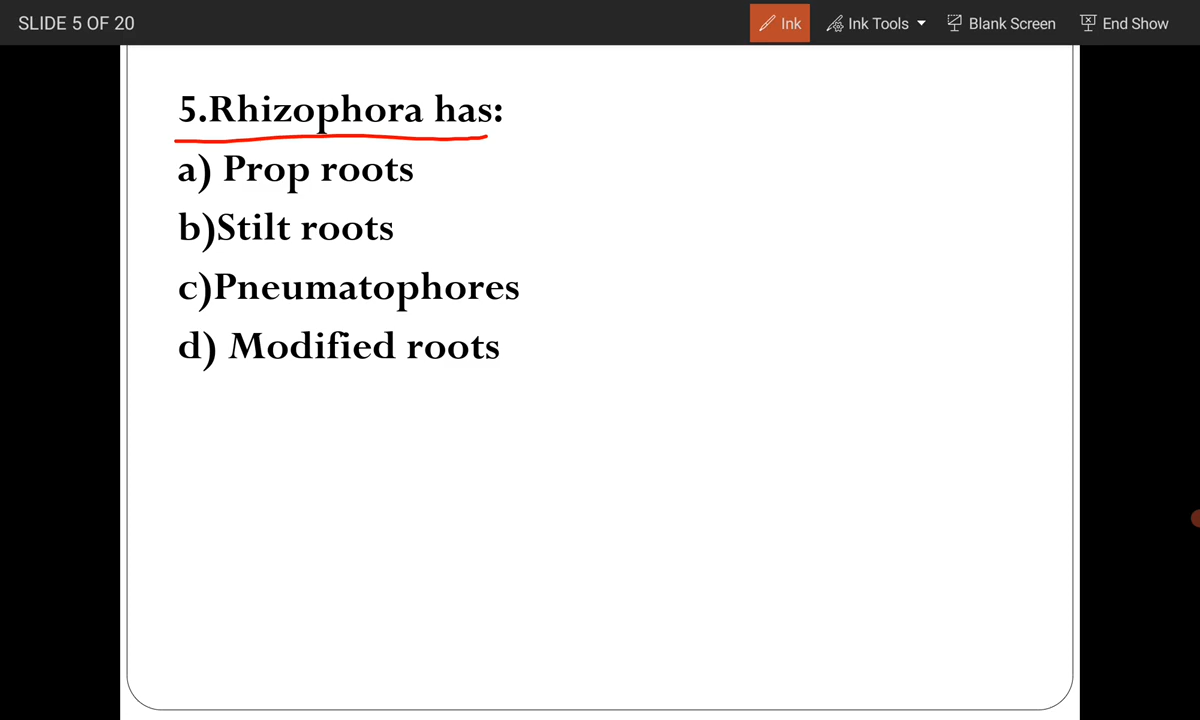 SLIDE 5 OF 20 Ink Ink Tools Blank Screen End Show
5.Rhizophora has:
a) Prop roots
b)Stilt roots
c)Pneumatophores
d) Modified roots